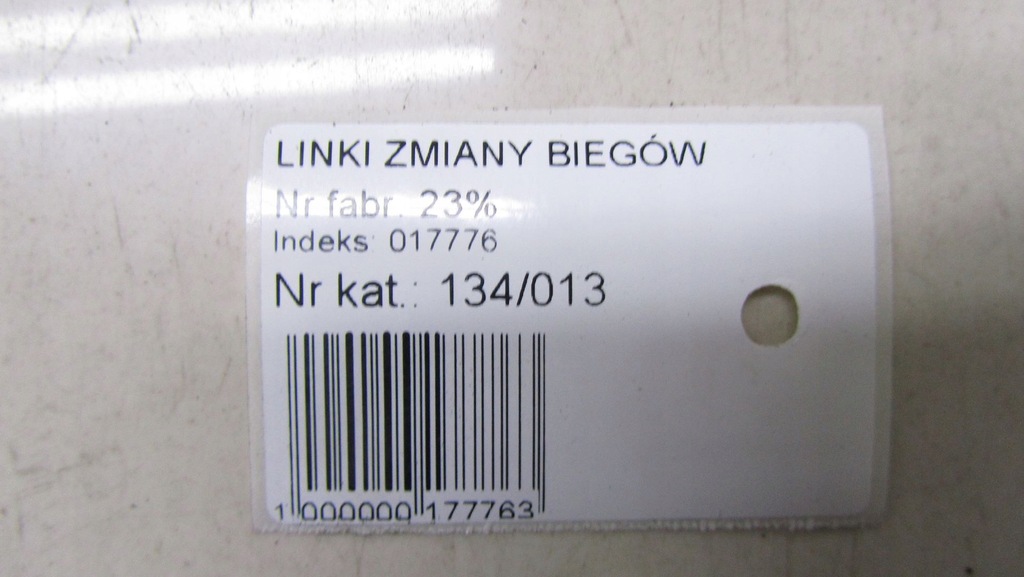 LINKI ZMIANY BIEGÓW
Nr fabr. 23%
Indeks: 017776
Nr kat.: 134/013
1 000000 177763